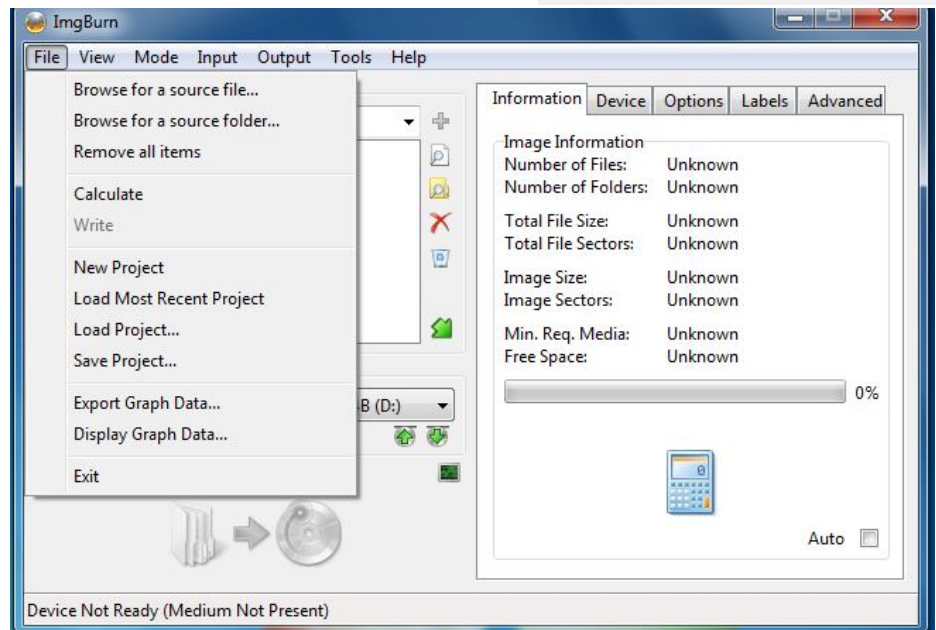 ImgBurn
File View Mode Input Output Tools Help
Browse for a source file...
Browse for a source folder...
Remove all items
Calculate
Write
New Project
Load Most Recent Project
Load Project...
Save Project...
Export Graph Data...
Display Graph Data...
Exit
-B (D:)
Information Device Options Labels Advanced
Image Information
Number of Files: Unknown
Number of Folders: Unknown
Total File Size: Unknown
Total File Sectors: Unknown
Image Size: Unknown
Image Sectors: Unknown
Min. Req. Media: Unknown
Free Space: Unknown
0%
0
Auto
Device Not Ready (Medium Not Present)